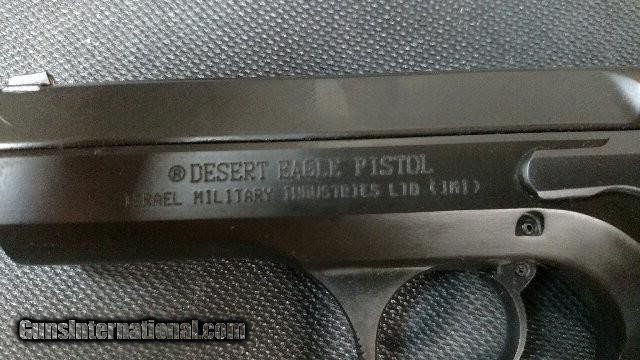 ® DESERT EAGLE PISTOL
ISRAEL MILITARY INDUSTRIES LTD (IMI)
GunsInternational.com